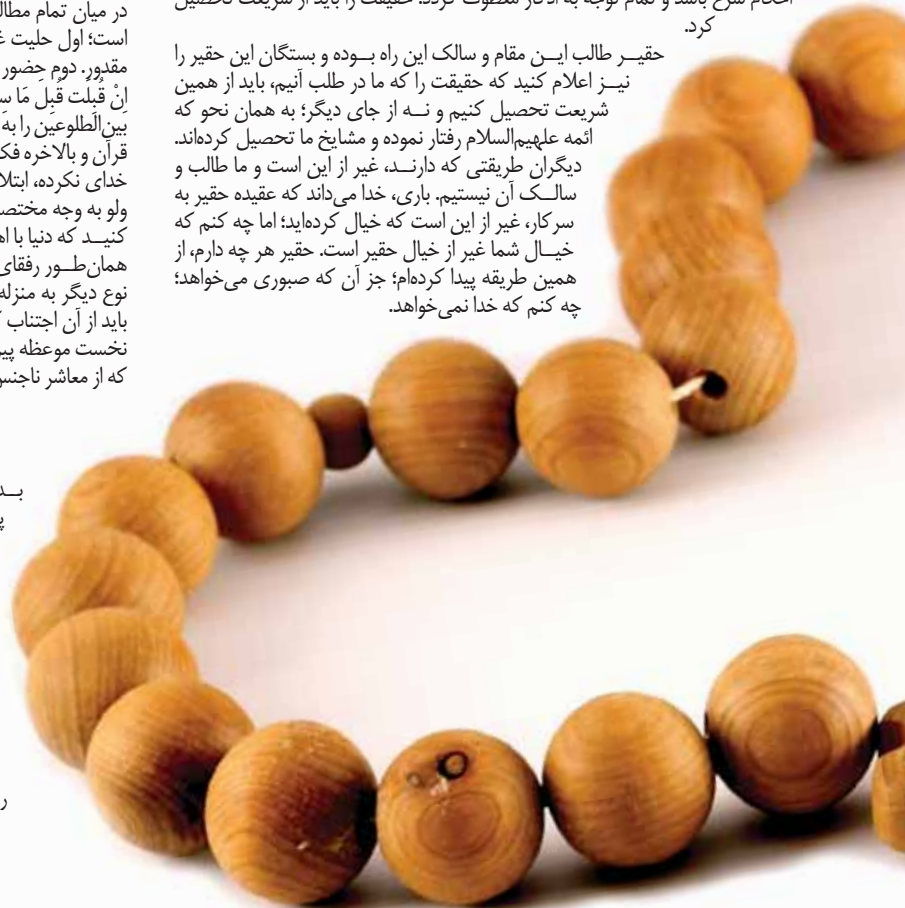 احکام شرع باشد و تمام توجه به اذکار معطوف گردد. حقیقت را باید از شریعت تحصیل
کرد.
حقیـر طالب ایـن مقام و سالک این راه بـوده و بستگان این حقیر را
نیـز اعلام کنید که حقیقت را که ما در طلب آنیم، باید از همین
شریعت تحصیل کنیم و نـه از جای دیگر؛ به همان نحو که
ائمه علهیم‌السلام رفتار نموده و مشایخ ما تحصیل کرده‌اند.
دیگران طریقتی که دارنـد، غیر از این است و ما طالب و
سالـک آن نیستیم. باری، خدا می‌داند که عقیده حقیر به
سرکار، غیر از این است که خیال کرده‌اید؛ اما چه کنم که
خیـال شما غیر از خیال حقیر است. حقیر هر چه دارم، از
همین طریقه پیدا کرده‌ام؛ جز آن که صبوری می‌خواهد؛
چه کنم که خدا نمی‌خواهد.
در میان تمام مطال
است؛ اول حلیت غ
مقدور. دوم حضور
اِنْ قُبِلَت قُبِلَ مَا سِ
بین‌الطلوعین را به
قرآن و بالاخره فک
خدای نکرده، ابتلا
ولو به وجه مختص
کنیـد که دنیا با اه
همان‌طـور رفقای
نوع دیگر به منزله
باید از آن اجتناب ک
نخست موعظه پیر
که از معاشر ناجنس
بـد
پ
ر